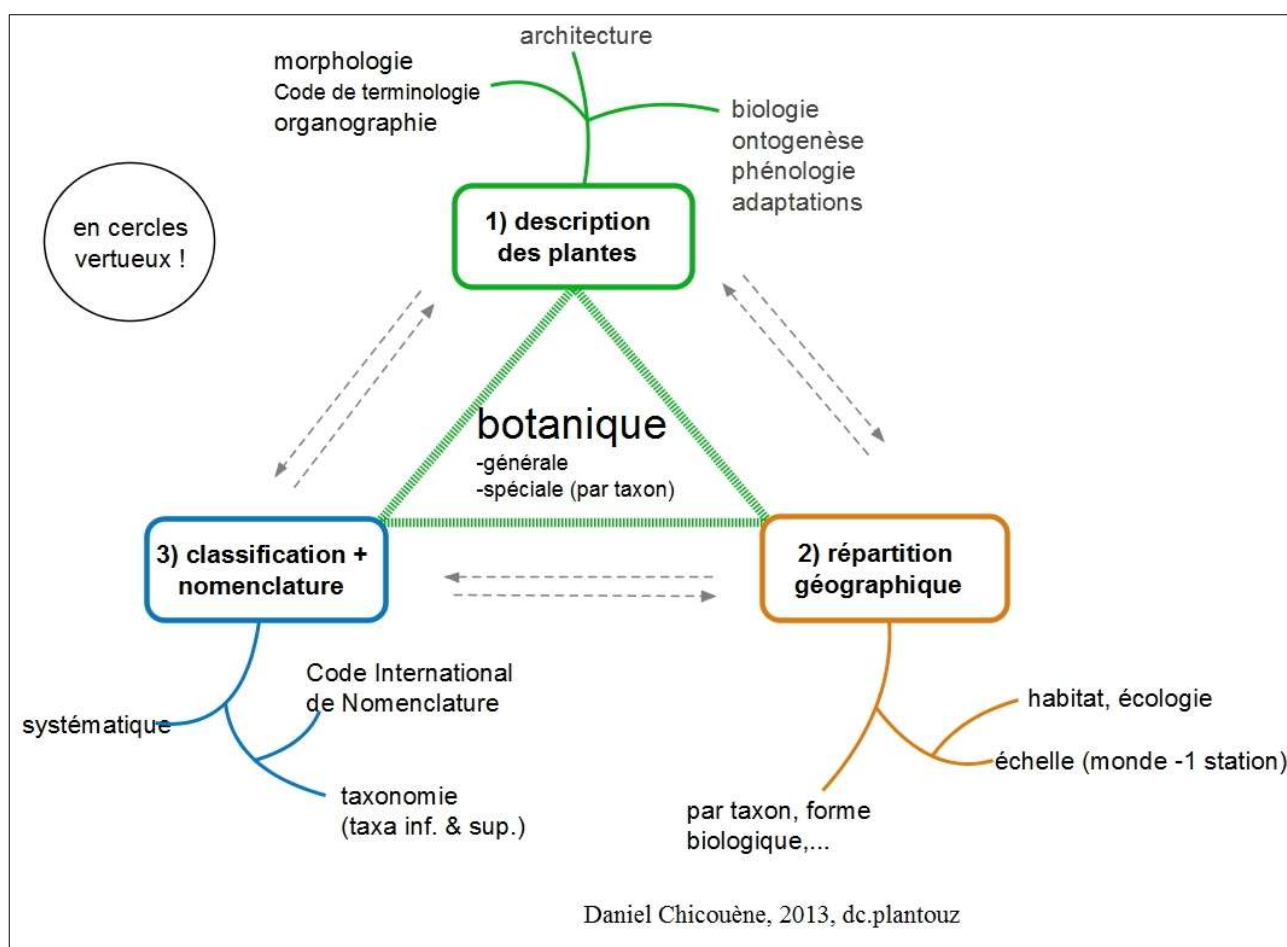 architecture
morphologie
Code de terminologie
organographie
biologie
ontogenèse
phénologie
adaptations
en cercles
vertueux !
1) description
des plantes
botanique
-générale
-spéciale (par taxon)
3) classification +
nomenclature
2) répartition
géographique
Code International
de Nomenclature
systématique
taxonomie
(taxa inf. & sup.)
habitat, écologie
échelle (monde -1 station)
par taxon, forme
biologique,...
Daniel Chicouène, 2013, dc.plantouz